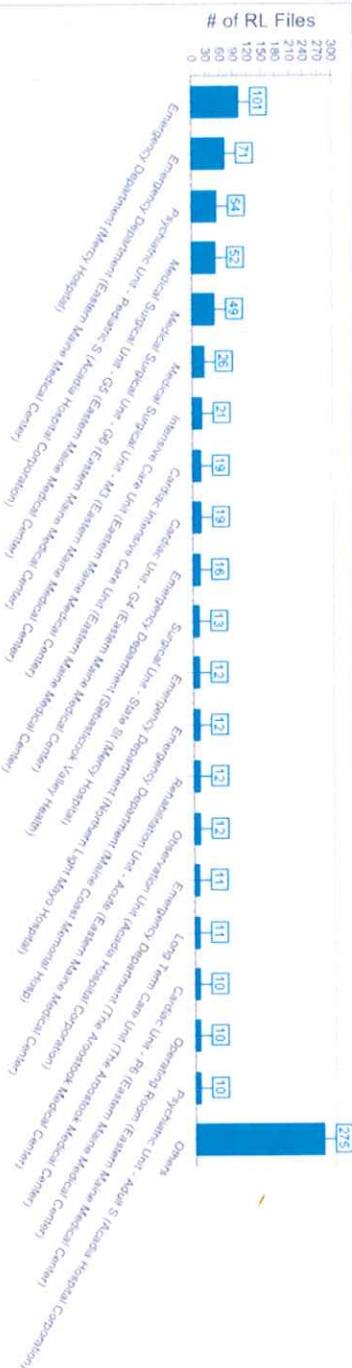 # of RL Files
300
270
240
210
180
150
120
90
60
30
0
101
71
54
52
49
26
21
19
19
16
13
12
12
12
12
11
11
10
10
10
275
Emergency Department (Mercy Hospital)
Emergency Department (Eastern Maine Medical Center)
Psychiatric Unit - Pediatric S (Acadia Hospital Corporation)
Medical Surgical Unit - G5 (Eastern Maine Medical Center)
Medical Surgical Unit - G6 (Eastern Maine Medical Center)
Medical Surgical Unit - M3 (Eastern Maine Medical Center)
Intensive Care Unit (Eastern Maine Medical Center)
Cardiac Intensive Care Unit (Eastern Maine Medical Center)
Cardiac Unit - G4 (Eastern Maine Medical Center)
Emergency Department (Sebasticook Valley Health)
Surgical Unit - State St (Mercy Hospital)
Emergency Department (Northern Light Mayo Hospital)
Emergency Department (Maine Coast Memorial Hosp)
Rehabilitation Unit - Acute (Eastern Maine Medical Center)
Observation Unit (Acadia Hospital Corporation)
Emergency Department (The Aroostook Medical Center)
Long Term Care Unit (The Aroostook Medical Center)
Cardiac Unit - P6 (Eastern Maine Medical Center)
Operating Room (Eastern Maine Medical Center)
Psychiatric Unit - Adult S (Acadia Hospital Corporation)
Others